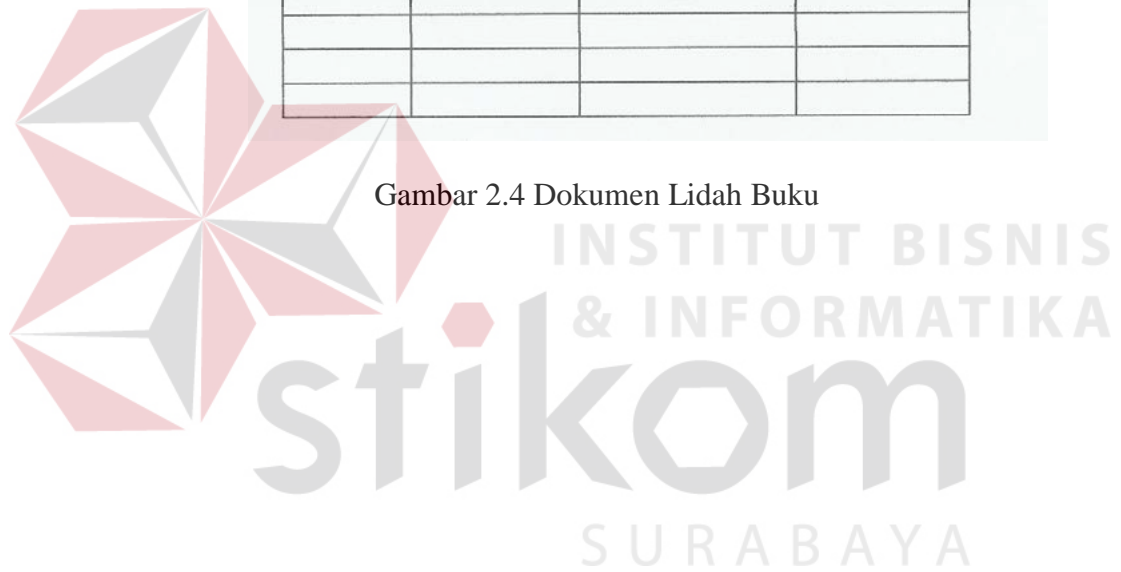 Gambar 2.4 Dokumen Lidah Buku
INSTITUT BISNIS
& INFORMATIKA
stikom
SURABAYA